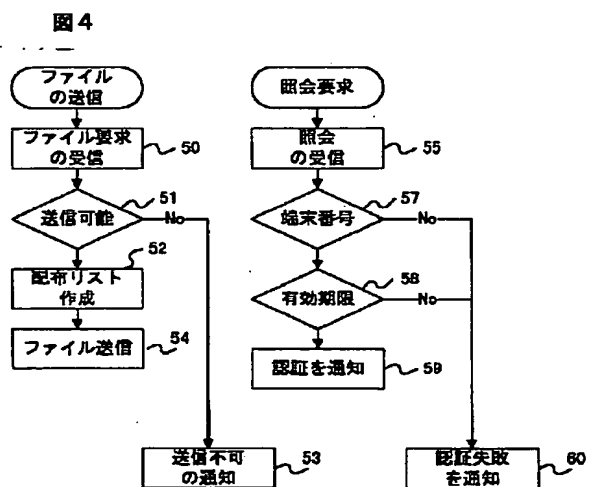 図4
ファイル
の送信
ファイル要求
の受信
50
送信可能
51
No
配布リスト
作成
52
ファイル送信
54
送信不可
の通知
53
照会要求
照会
の受信
55
端末番号
57
No
有効期限
58
No
認証を通知
59
認証失敗
を通知
60